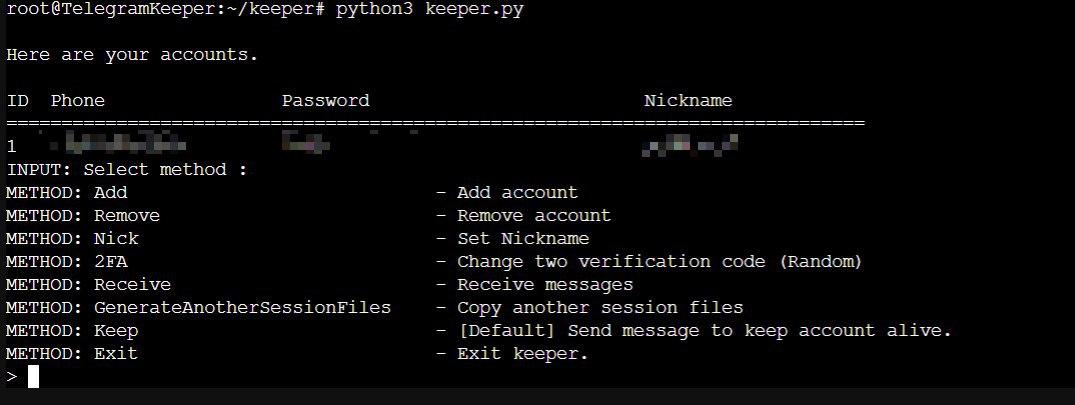 root@TelegramKeeper:~/keeper# python3 keeper.py
Here are your accounts.
ID Phone Password Nickname
==============================================================================
1
INPUT: Select method :
METHOD: Add - Add account
METHOD: Remove - Remove account
METHOD: Nick - Set Nickname
METHOD: 2FA - Change two verification code (Random)
METHOD: Receive - Receive messages
METHOD: GenerateAnotherSessionFiles - Copy another session files
METHOD: Keep - [Default] Send message to keep account alive.
METHOD: Exit - Exit keeper.
>